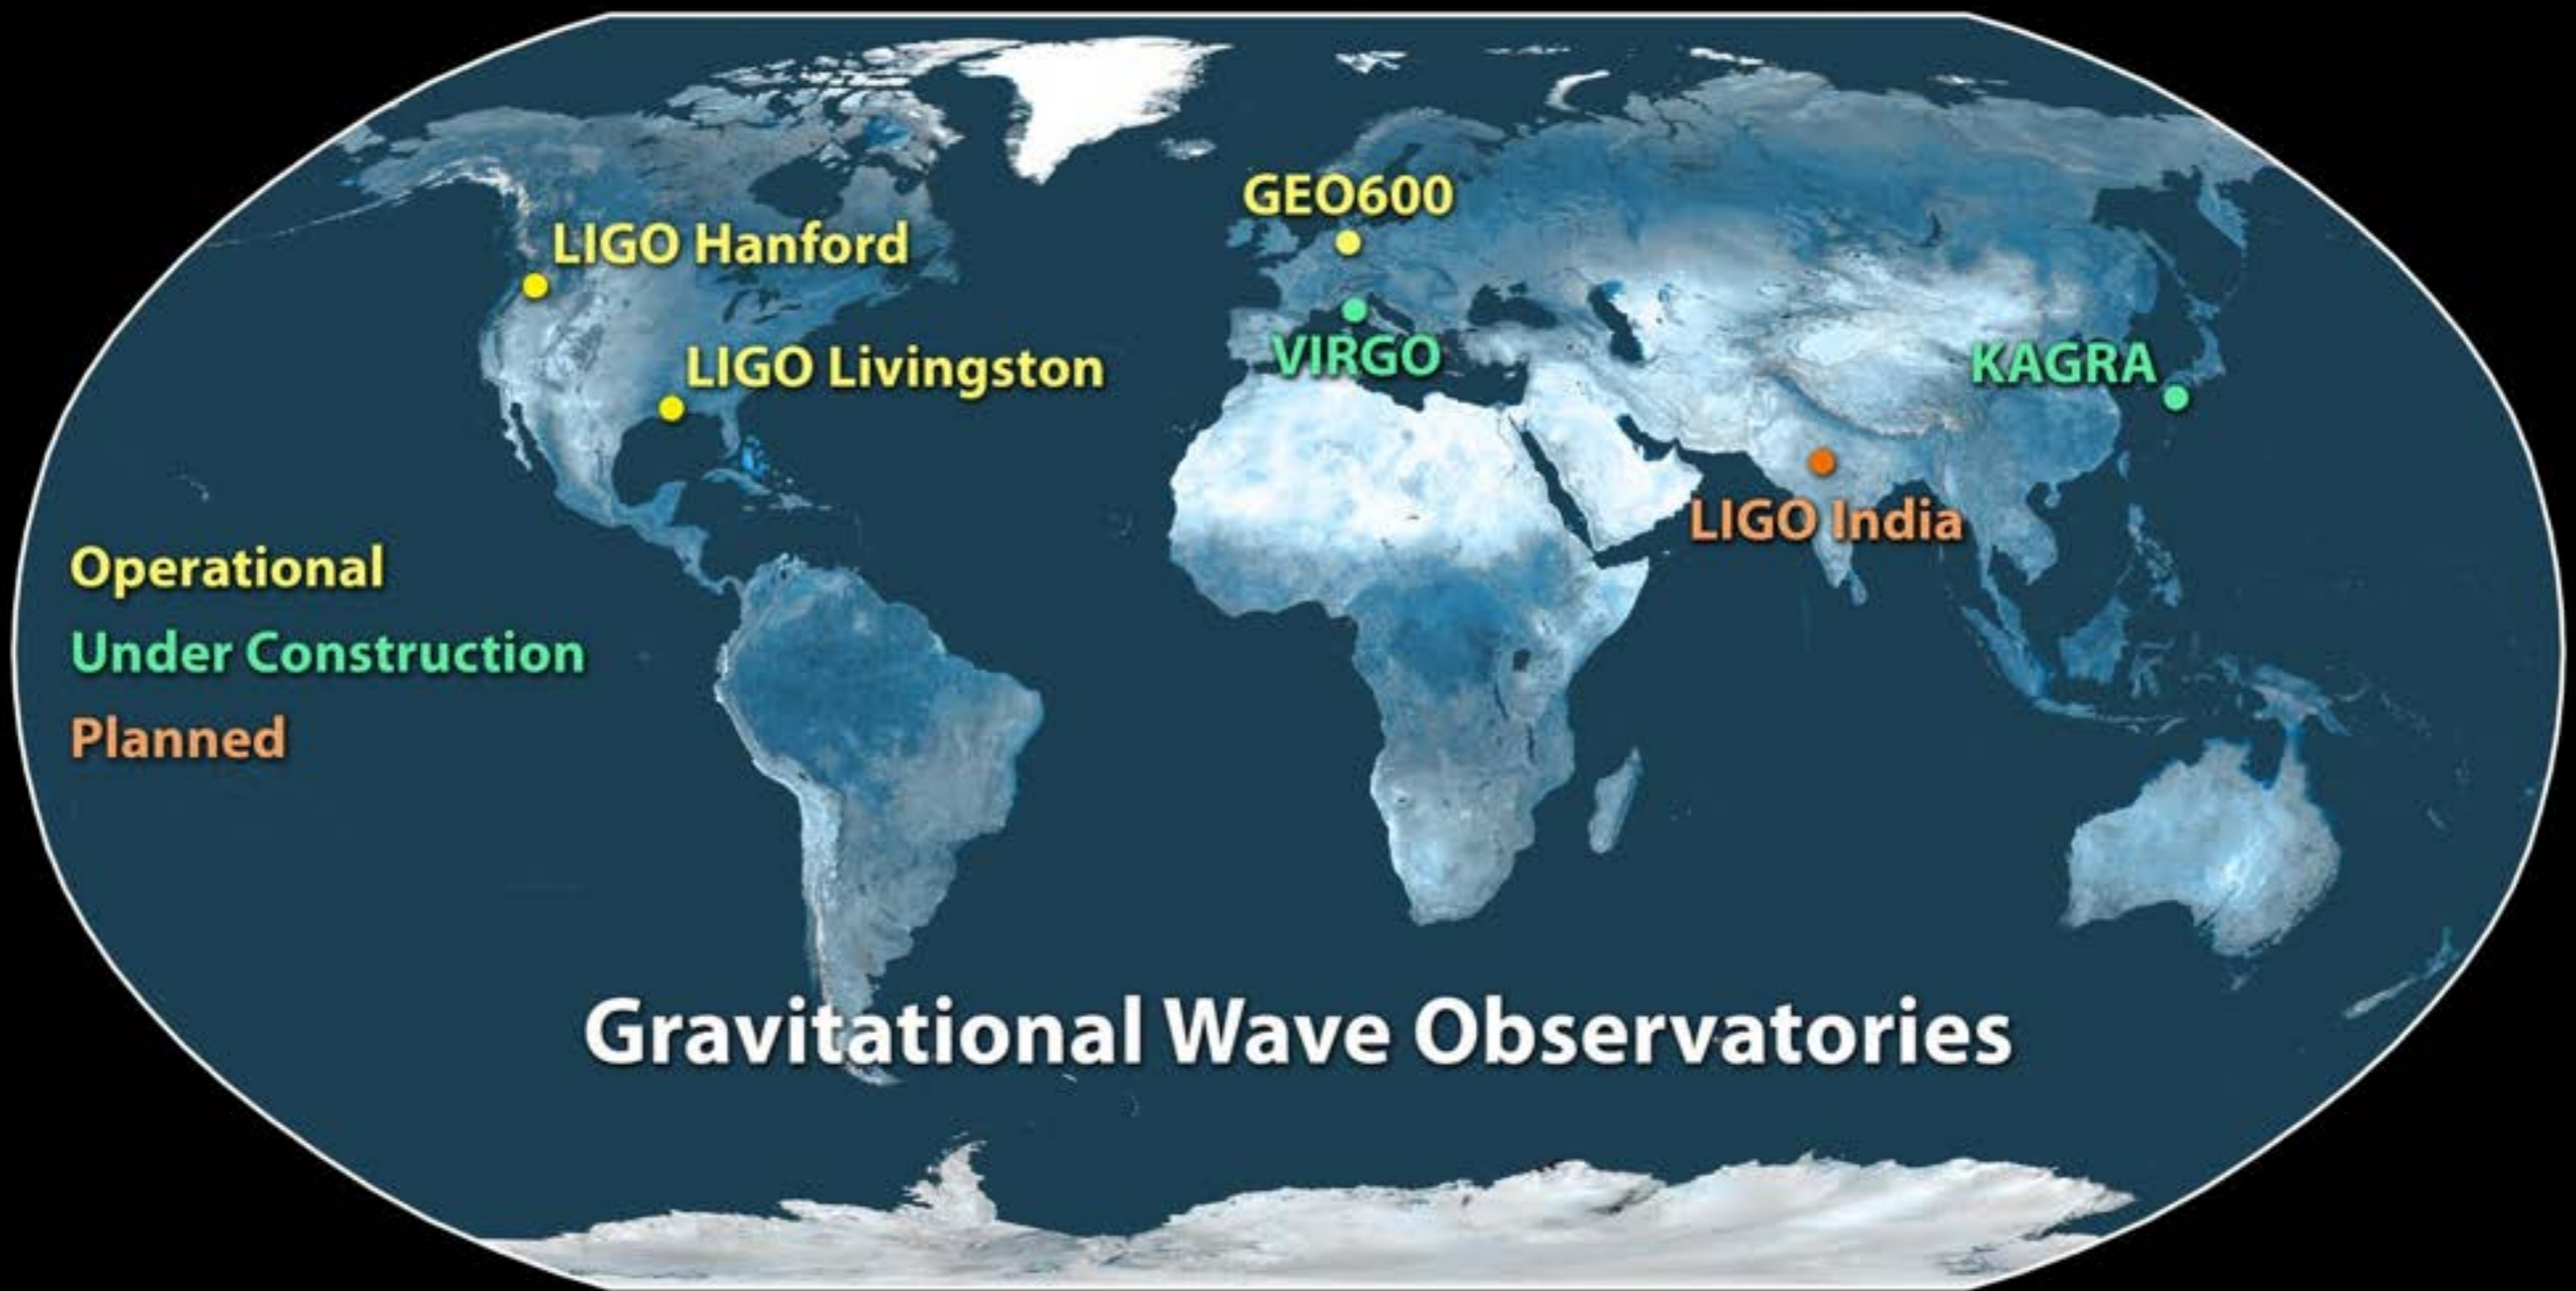 GEO600
LIGO Hanford
VIRGO
KAGRA
LIGO Livingston
LIGO India
Operational
Under Construction
Planned
Gravitational Wave Observatories